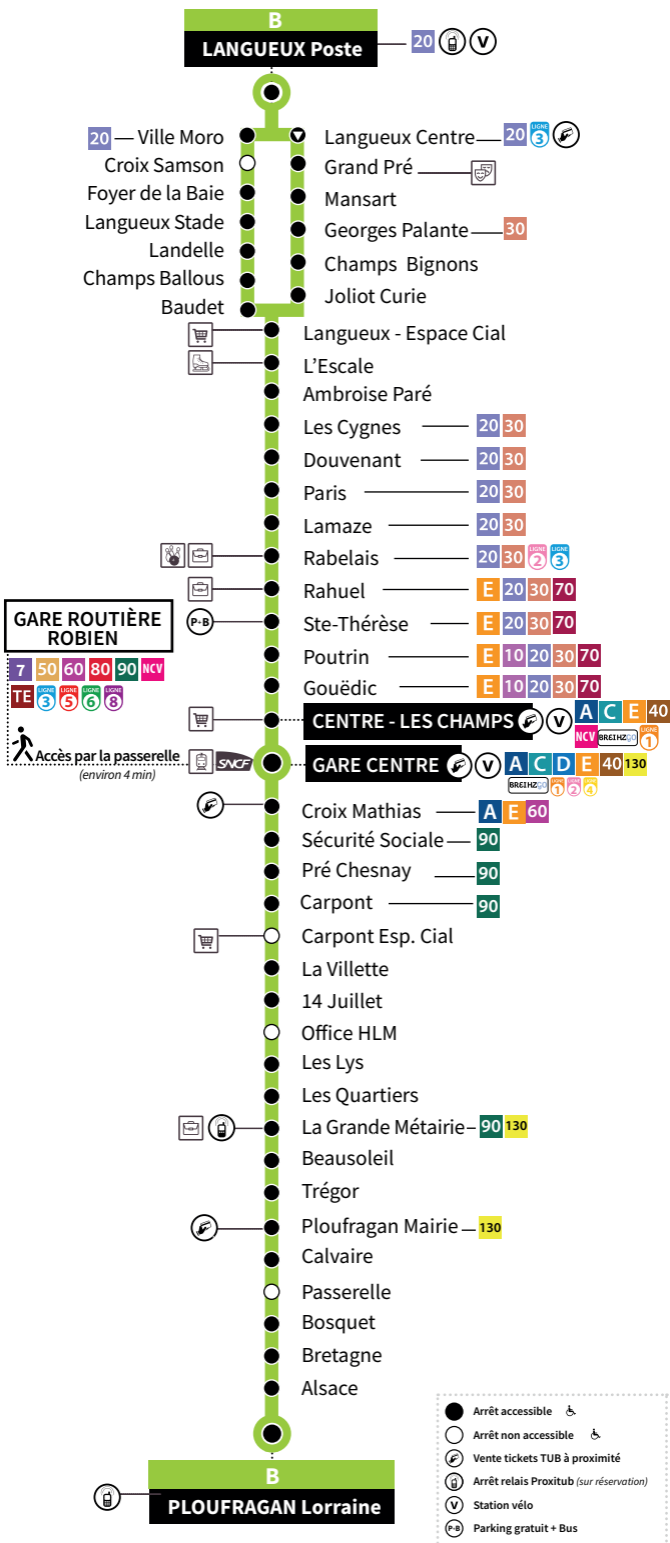 B
LANGUEUX Poste
20 V
20 Ville Moro
Croix Samson
Foyer de la Baie
Langueux Stade
Landelle
Champs Ballous
Baudet
Langueux Centre 20 LIGNE 3
Grand Pré
Mansart
Georges Palante 30
Champs Bignons
Joliot Curie
Langueux - Espace Cial
L'Escale
Ambroise Paré
Les Cygnes 20 30
Douvenant 20 30
Paris 20 30
Lamaze 20 30
Rabelais 20 30 LIGNE 2 LIGNE 3
Rahuel E 20 30 70
P+B Ste-Thérèse E 20 30 70
Poutrin E 10 20 30 70
Gouëdic E 10 20 30 70
GARE ROUTIÈRE
ROBIEN
7 50 60 80 90 NCV
TE LIGNE 3 LIGNE 5 LIGNE 6 LIGNE 8
Accès par la passerelle
(environ 4 min)
CENTRE - LES CHAMPS V A C E 40
NCV BREIHZGO LIGNE 1
SNCF GARE CENTRE V A C D E 40 130
BREIHZGO LIGNE 1 LIGNE 2 LIGNE 4
Croix Mathias A E 60
Sécurité Sociale 90
Pré Chesnay 90
Carpont 90
Carpont Esp. Cial
La Villette
14 Juillet
Office HLM
Les Lys
Les Quartiers
La Grande Métairie 90 130
Beausoleil
Trégor
Ploufragan Mairie 130
Calvaire
Passerelle
Bosquet
Bretagne
Alsace
B
PLOUFRAGAN Lorraine
Arrêt accessible
Arrêt non accessible
Vente tickets TUB à proximité
Arrêt relais Proxitub (sur réservation)
V Station vélo
P+B Parking gratuit + Bus